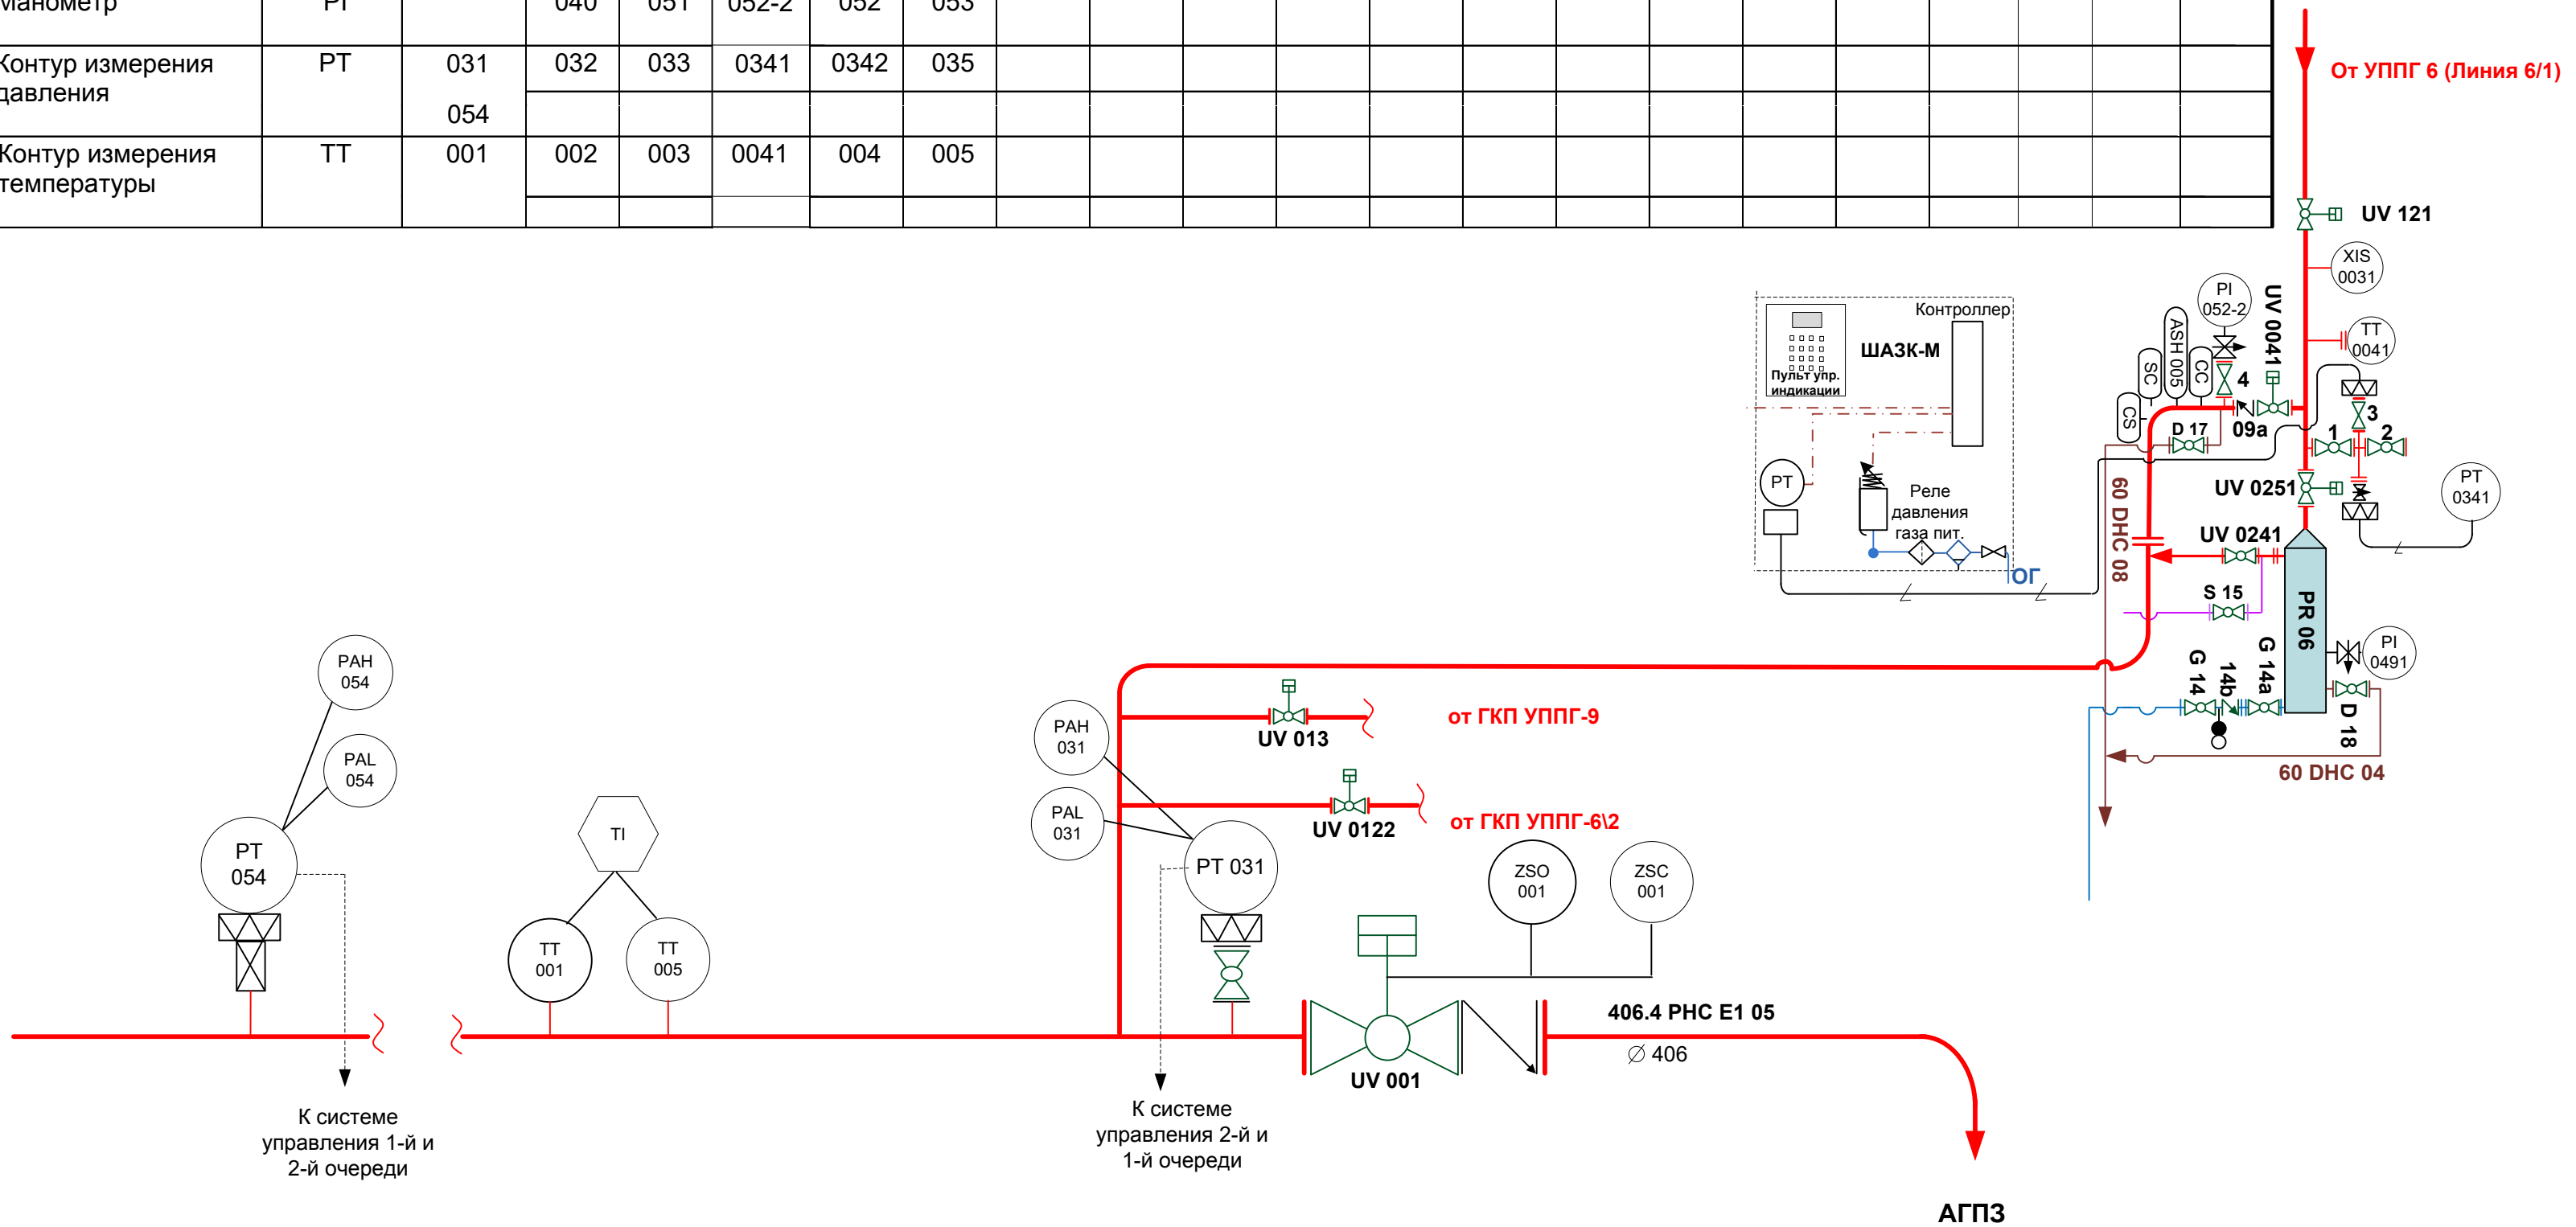 Манометр PI 040 051 052-2 052 053
Контур измерения PT 031 032 033 0341 0342 035
давления
054
Контур измерения TT 001 002 003 0041 004 005
температуры
От УППГ 6 (Линия 6/1)
UV 121
XIS
0031
PI
052-2
UV 0041
TT
0041
ASH 005
CC
SC
CS
4
3
09a
1
2
D 17
Контроллер
ШАЗК-М
Пульт упр.
индикации
PT
Реле
давления
газа пит.
ОГ
60 DHC 08
UV 0251
PT
0341
UV 0241
S 15
PR 06
PI
0491
G 14
14b
G 14a
D 18
60 DHC 04
PAH
054
PAL
054
PT
054
TI
TT
001
TT
005
PAH
031
PAL
031
PT 031
UV 013
от ГКП УППГ-9
UV 0122
от ГКП УППГ-6\2
ZSO
001
ZSC
001
406.4 PHC E1 05
∅ 406
UV 001
К системе
управления 1-й и
2-й очереди
К системе
управления 2-й и
1-й очереди
АГПЗ